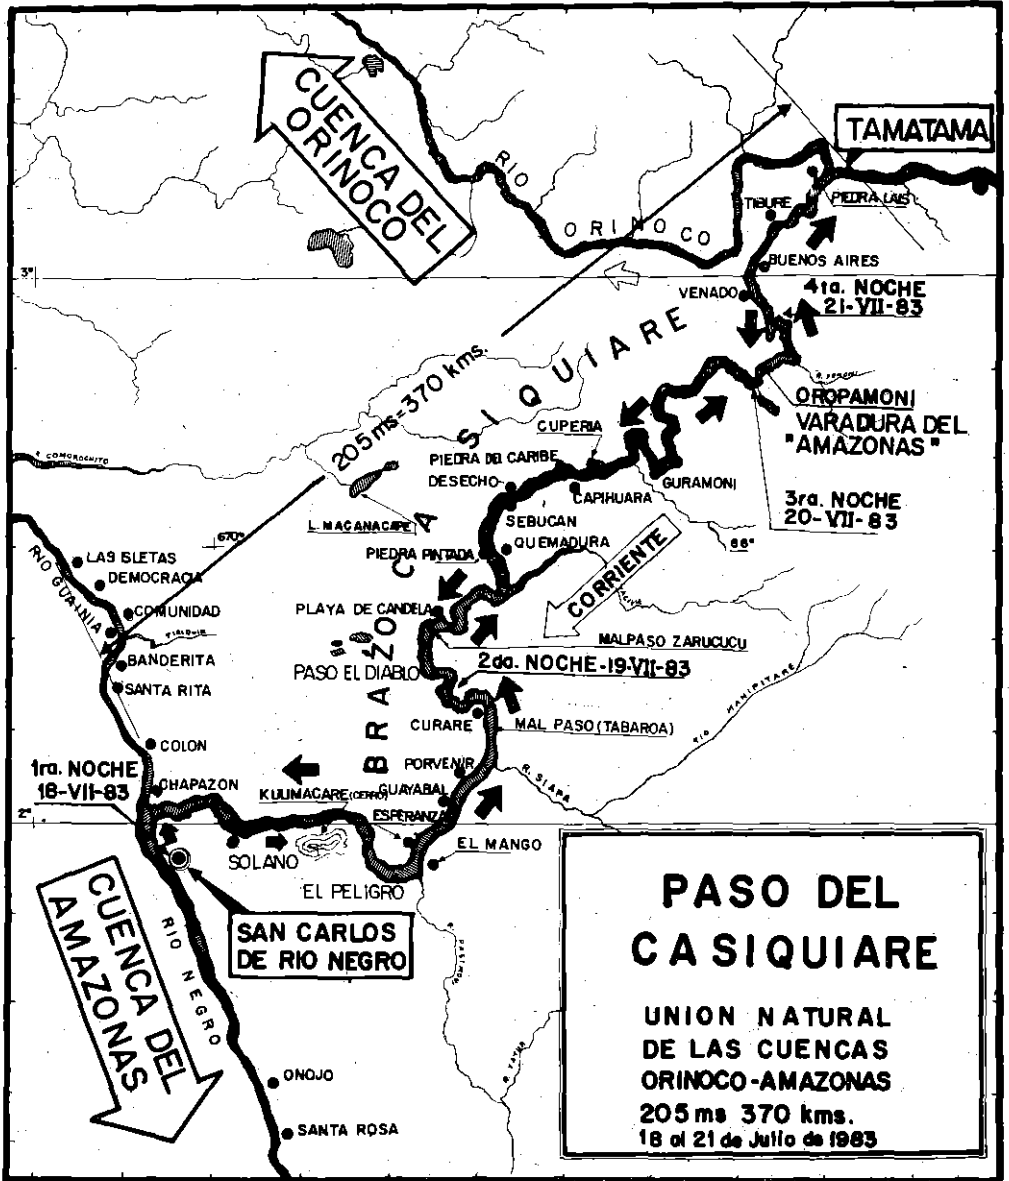 CUENCA DEL
ORINOCO
TAMATAMA
RIO
ORINOCO
PIEDRA LAIS
TIBURE
BUENOS AIRES
3°
VENADO
4ta. NOCHE
21-VII-83
BRAZO CASIQUIARE
205 ms = 370 kms.
OROPAMONI
VARADURA DEL
"AMAZONAS"
CUPERIA
PIEDRA DEL CARIBE
DESECHO
GURAMONI
CAPIHUARA
3ra. NOCHE
20-VII-83
L. MACANACAPE
SEBUCAN
QUEMADURA
66°
670°
PIEDRA PINTADA
CORRIENTE
RIO GUAINIA
LAS ISLETAS
DEMOCRACIA
COMUNIDAD
PLAYA DE CANDELA
MALPASO ZARUCUCU
BANDERITA
PASO EL DIABLO
2da. NOCHE-19-VII-83
SANTA RITA
RIO MANIPITARE
CURARE
MAL PASO (TABAROA)
COLON
PORVENIR
R. SIAPA
1ra. NOCHE
18-VII-83
CHAPAZON
KUUMACARE (CERRO)
GUAYABAL
ESPERANZA
2°
SOLANO
EL MANGO
EL PELIGRO
SAN CARLOS
DE RIO NEGRO
CUENCA DEL
AMAZONAS
RIO NEGRO
R. PASIMONI
R. YATUA
ONOJO
SANTA ROSA
PASO DEL
CASIQUIARE
UNION NATURAL
DE LAS CUENCAS
ORINOCO-AMAZONAS
205 ms 370 kms.
18 al 21 de Julio de 1983